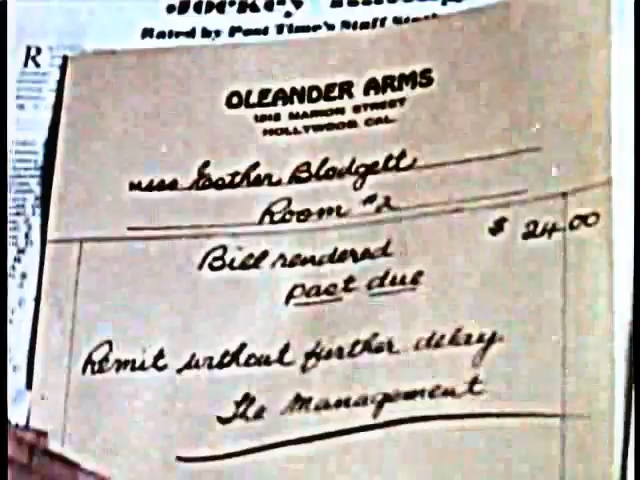 Rated by Post Time's Staff
R
OLEANDER ARMS
1312 MARION STREET
HOLLYWOOD CAL.
Miss Esther Blodgett
Room #2
Bill rendered $ 24.00
past due
Remit without further delay.
The Management